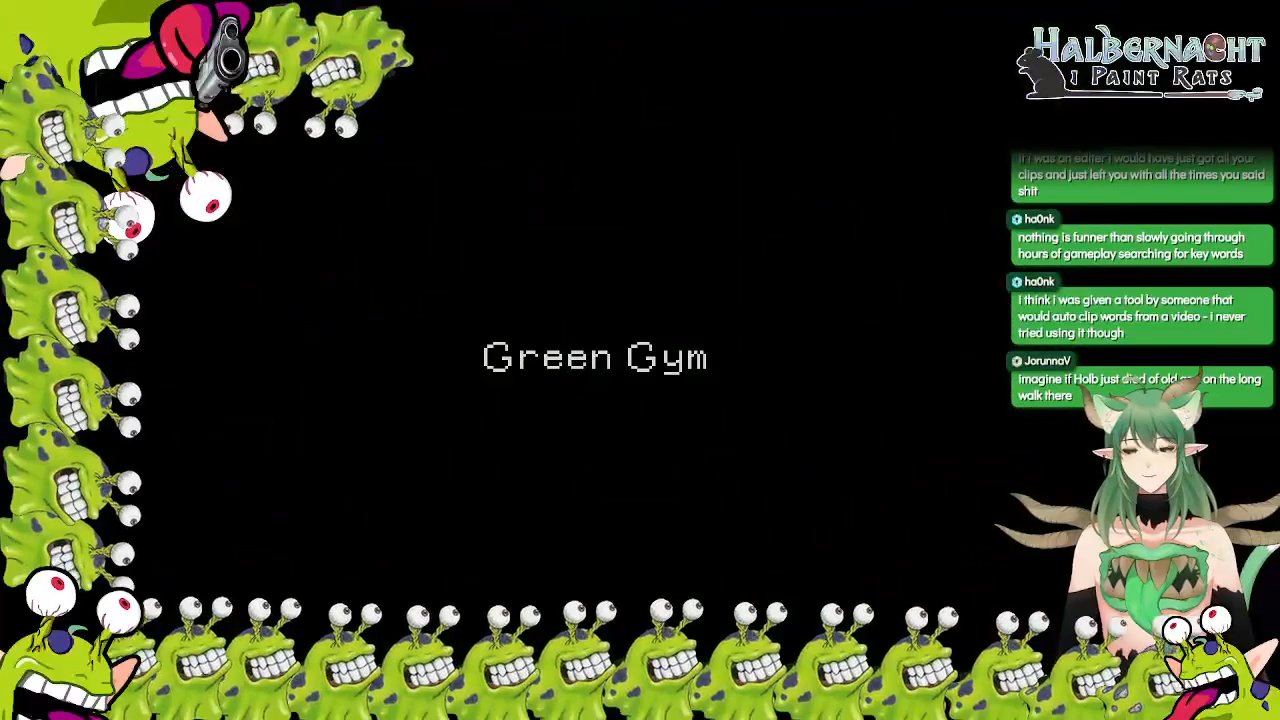 HALBERNACHT
I PAINT RATS
If i was an editor i would have just got all your
clips and just left you with all the times you said
shit
ha0nk
nothing is funner than slowly going through
hours of gameplay searching for key words
ha0nk
I think i was given a tool by someone that
would auto clip words from a video - i never
tried using it though
Green Gym
JorunnaV
imagine if Holb just died of old on the long
walk there